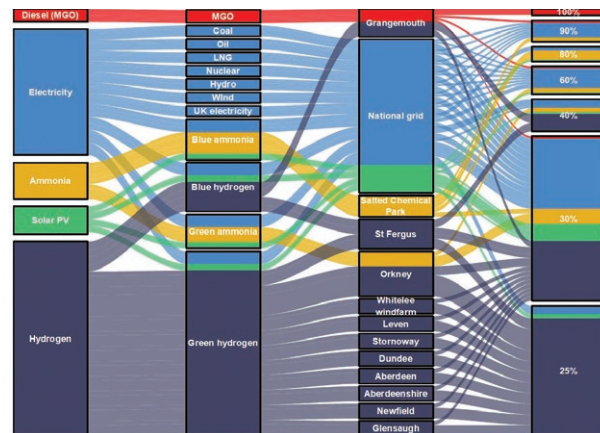 Diesel (MGO)
Electricity
Ammonia
Solar PV
Hydrogen
MGO
Coal
Oil
LNG
Nuclear
Hydro
Wind
UK electricity
Blue ammonia
Blue hydrogen
Green ammonia
Green hydrogen
Grangemouth
National grid
Salted Chemical
Park
St Fergus
Orkney
Whitelee
windfarm
Leven
Stornoway
Dundee
Aberdeen
Aberdeenshire
Newfield
Glensaugh
100%
90%
80%
60%
40%
30%
25%